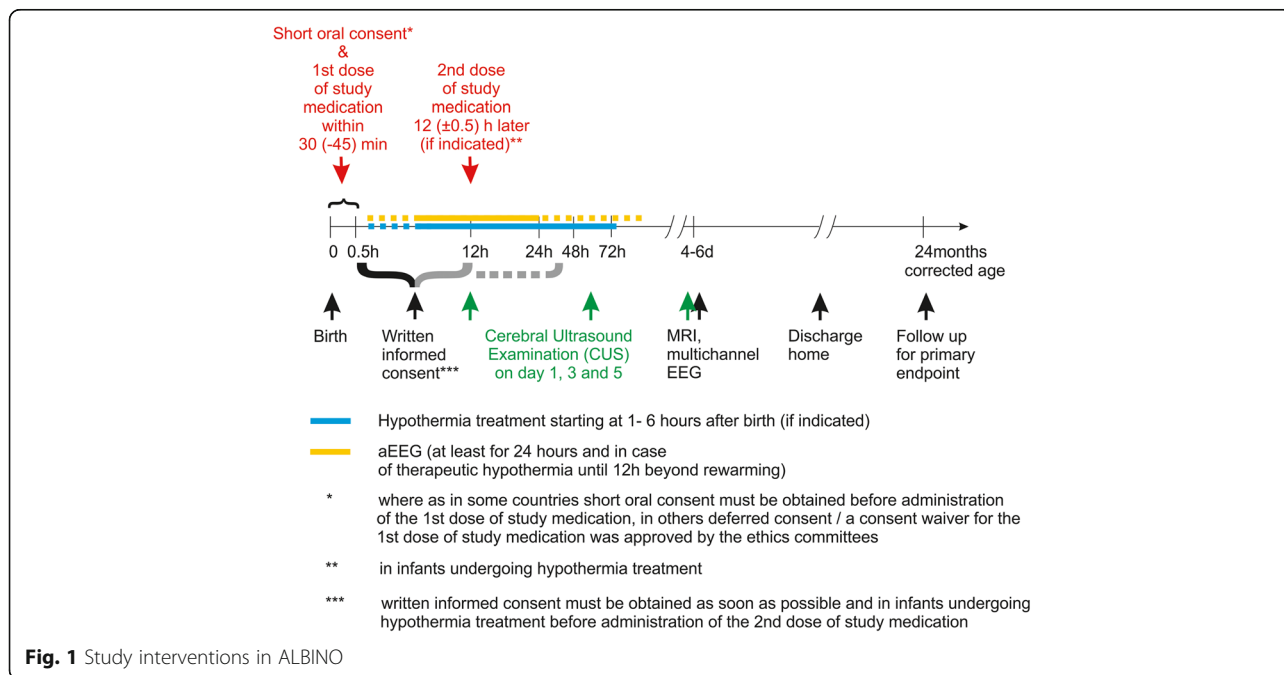 Short oral consent*
&
1st dose
of study
medication
within
30 (-45) min
2nd dose
of study
medication
12 (±0.5) h later
(if indicated)**
0
0.5h
12h
24h
48h
72h
4-6d
24months
corrected age
Birth
Written
informed
consent***
Cerebral Ultrasound
Examination (CUS)
on day 1, 3 and 5
MRI,
multichannel
EEG
Discharge
home
Follow up
for primary
endpoint
Hypothermia treatment starting at 1- 6 hours after birth (if indicated)
aEEG (at least for 24 hours and in case
of therapeutic hypothermia until 12h beyond rewarming)
* where as in some countries short oral consent must be obtained before administration
of the 1st dose of study medication, in others deferred consent / a consent waiver for the
1st dose of study medication was approved by the ethics committees
** in infants undergoing hypothermia treatment
*** written informed consent must be obtained as soon as possible and in infants undergoing
hypothermia treatment before administration of the 2nd dose of study medication
Fig. 1 Study interventions in ALBINO